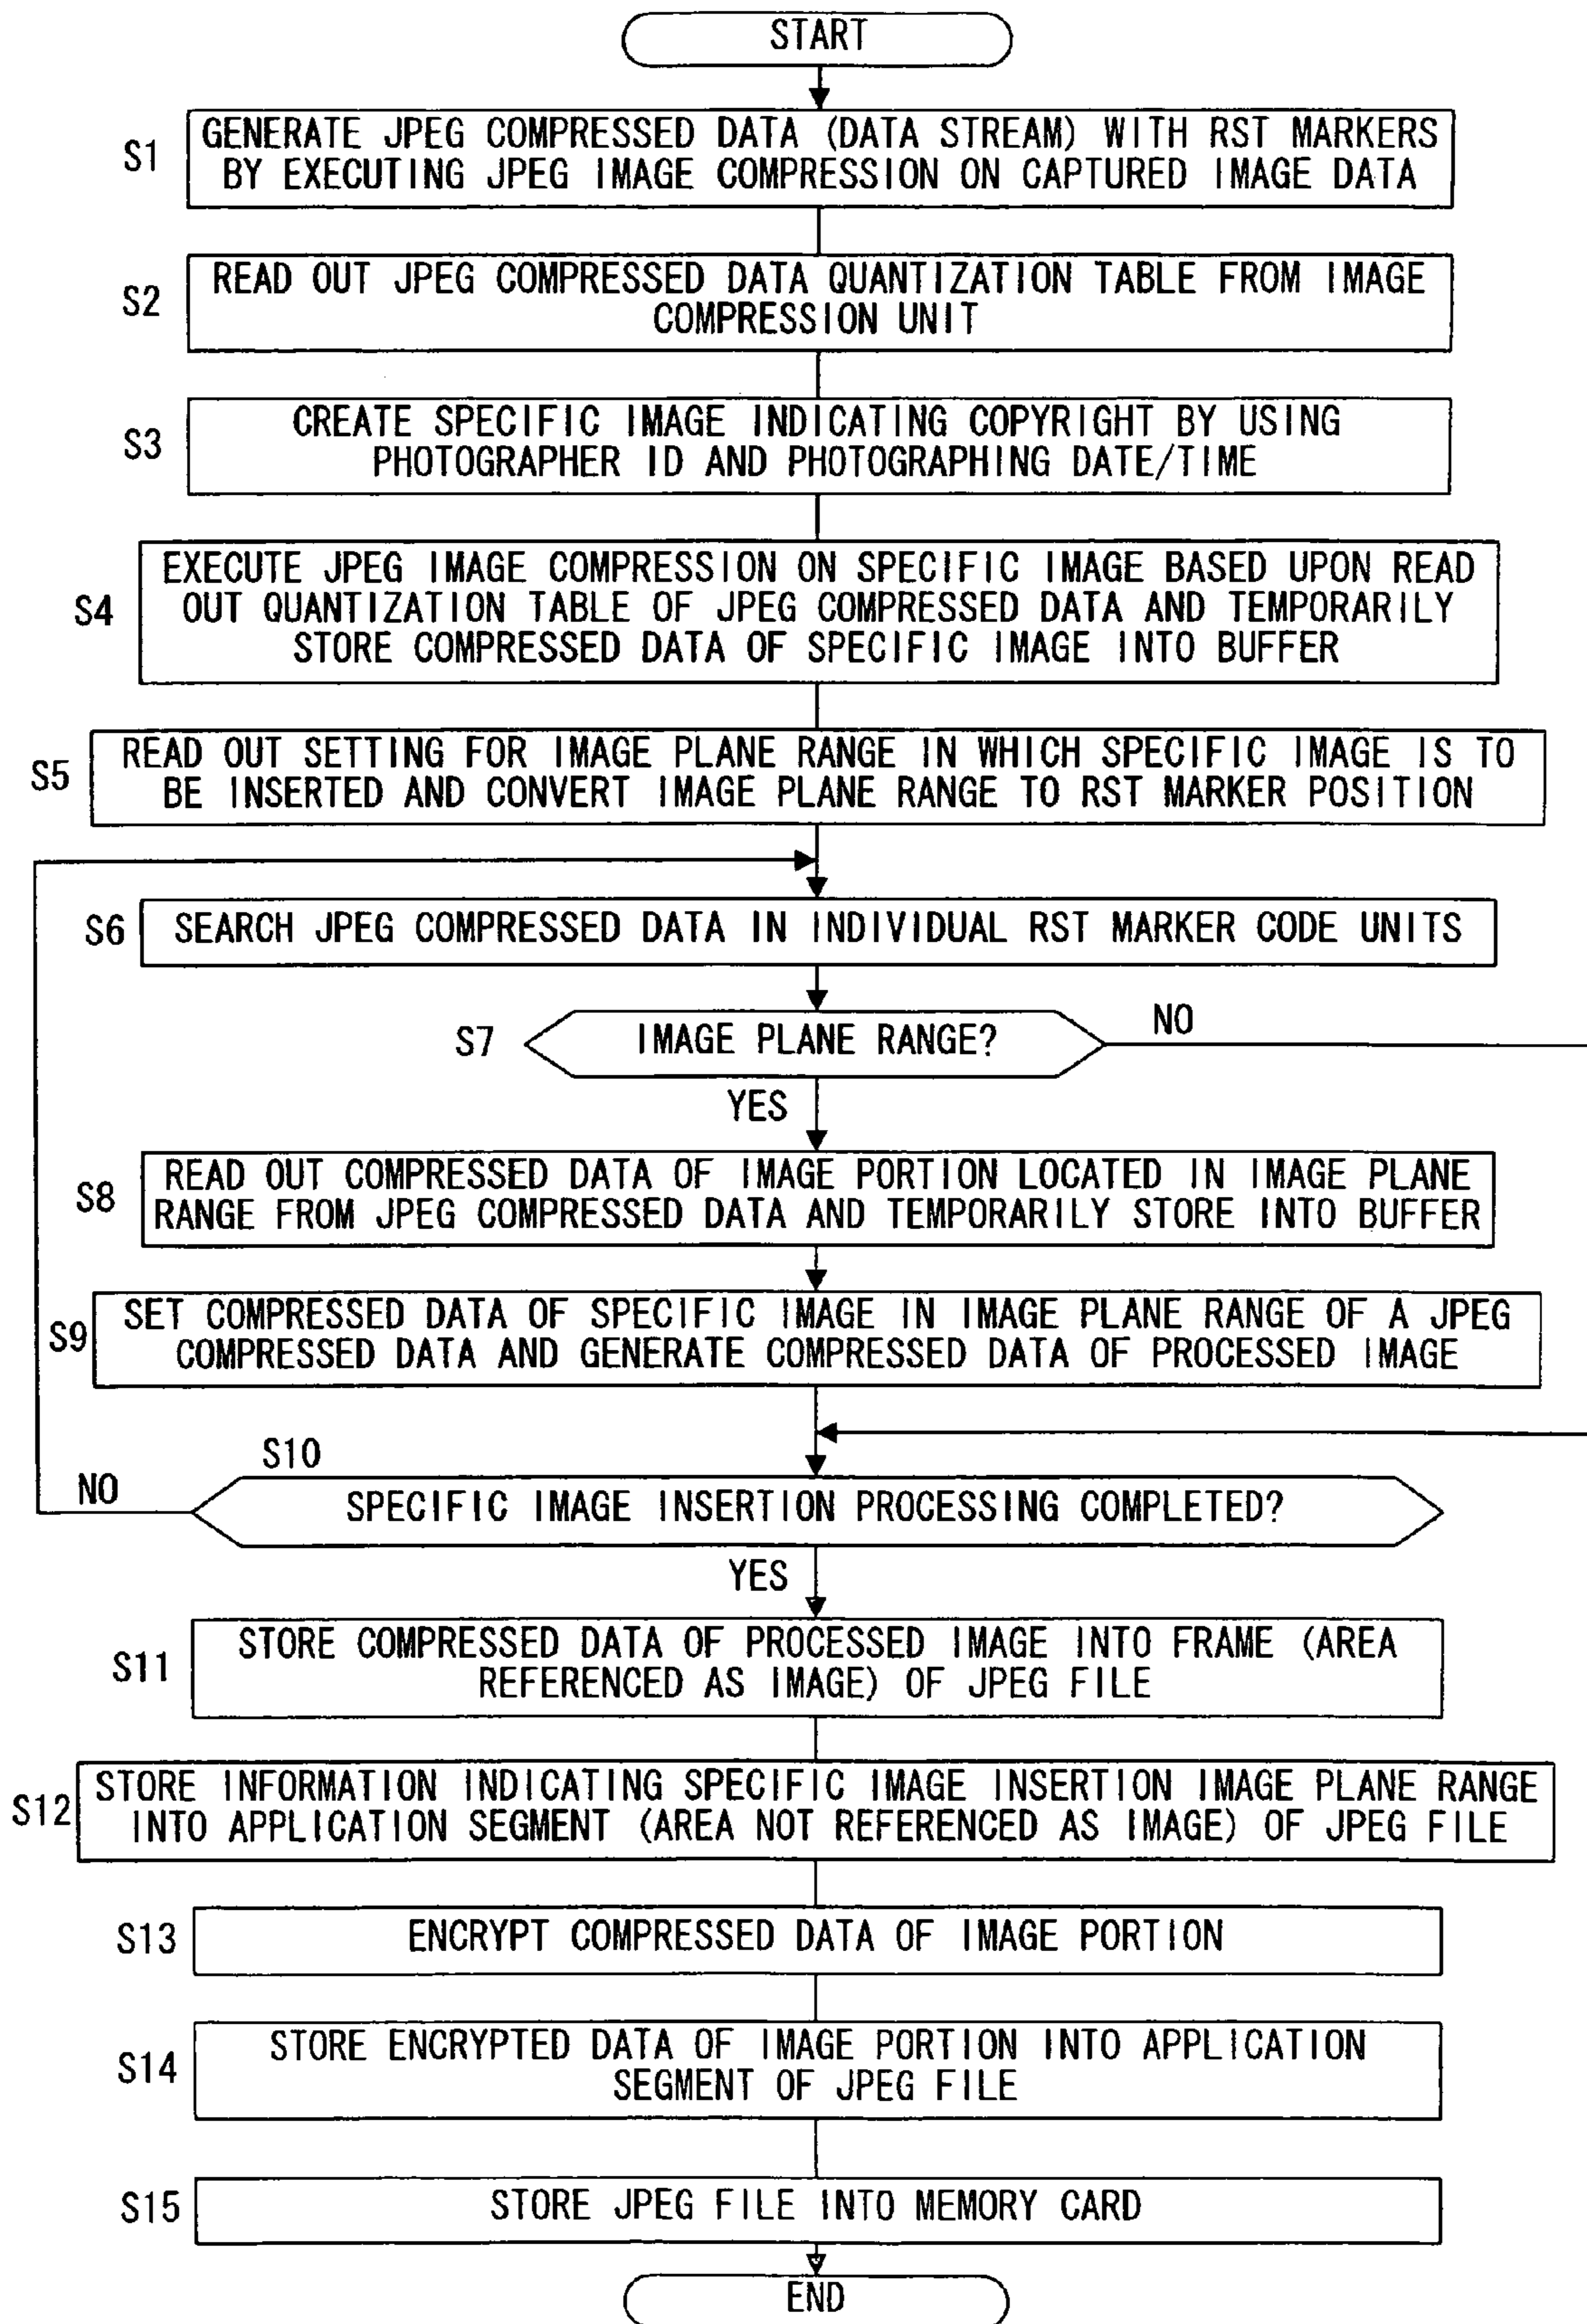 START
S1
GENERATE JPEG COMPRESSED DATA (DATA STREAM) WITH RST MARKERS
BY EXECUTING JPEG IMAGE COMPRESSION ON CAPTURED IMAGE DATA
S2
READ OUT JPEG COMPRESSED DATA QUANTIZATION TABLE FROM IMAGE
COMPRESSION UNIT
S3
CREATE SPECIFIC IMAGE INDICATING COPYRIGHT BY USING
PHOTOGRAPHER ID AND PHOTOGRAPHING DATE/TIME
S4
EXECUTE JPEG IMAGE COMPRESSION ON SPECIFIC IMAGE BASED UPON READ
OUT QUANTIZATION TABLE OF JPEG COMPRESSED DATA AND TEMPORARILY
STORE COMPRESSED DATA OF SPECIFIC IMAGE INTO BUFFER
S5
READ OUT SETTING FOR IMAGE PLANE RANGE IN WHICH SPECIFIC IMAGE IS TO
BE INSERTED AND CONVERT IMAGE PLANE RANGE TO RST MARKER POSITION
S6
SEARCH JPEG COMPRESSED DATA IN INDIVIDUAL RST MARKER CODE UNITS
S7
IMAGE PLANE RANGE?
NO
YES
S8
READ OUT COMPRESSED DATA OF IMAGE PORTION LOCATED IN IMAGE PLANE
RANGE FROM JPEG COMPRESSED DATA AND TEMPORARILY STORE INTO BUFFER
S9
SET COMPRESSED DATA OF SPECIFIC IMAGE IN IMAGE PLANE RANGE OF A JPEG
COMPRESSED DATA AND GENERATE COMPRESSED DATA OF PROCESSED IMAGE
S10
NO
SPECIFIC IMAGE INSERTION PROCESSING COMPLETED?
YES
S11
STORE COMPRESSED DATA OF PROCESSED IMAGE INTO FRAME (AREA
REFERENCED AS IMAGE) OF JPEG FILE
S12
STORE INFORMATION INDICATING SPECIFIC IMAGE INSERTION IMAGE PLANE RANGE
INTO APPLICATION SEGMENT (AREA NOT REFERENCED AS IMAGE) OF JPEG FILE
S13
ENCRYPT COMPRESSED DATA OF IMAGE PORTION
S14
STORE ENCRYPTED DATA OF IMAGE PORTION INTO APPLICATION
SEGMENT OF JPEG FILE
S15
STORE JPEG FILE INTO MEMORY CARD
END